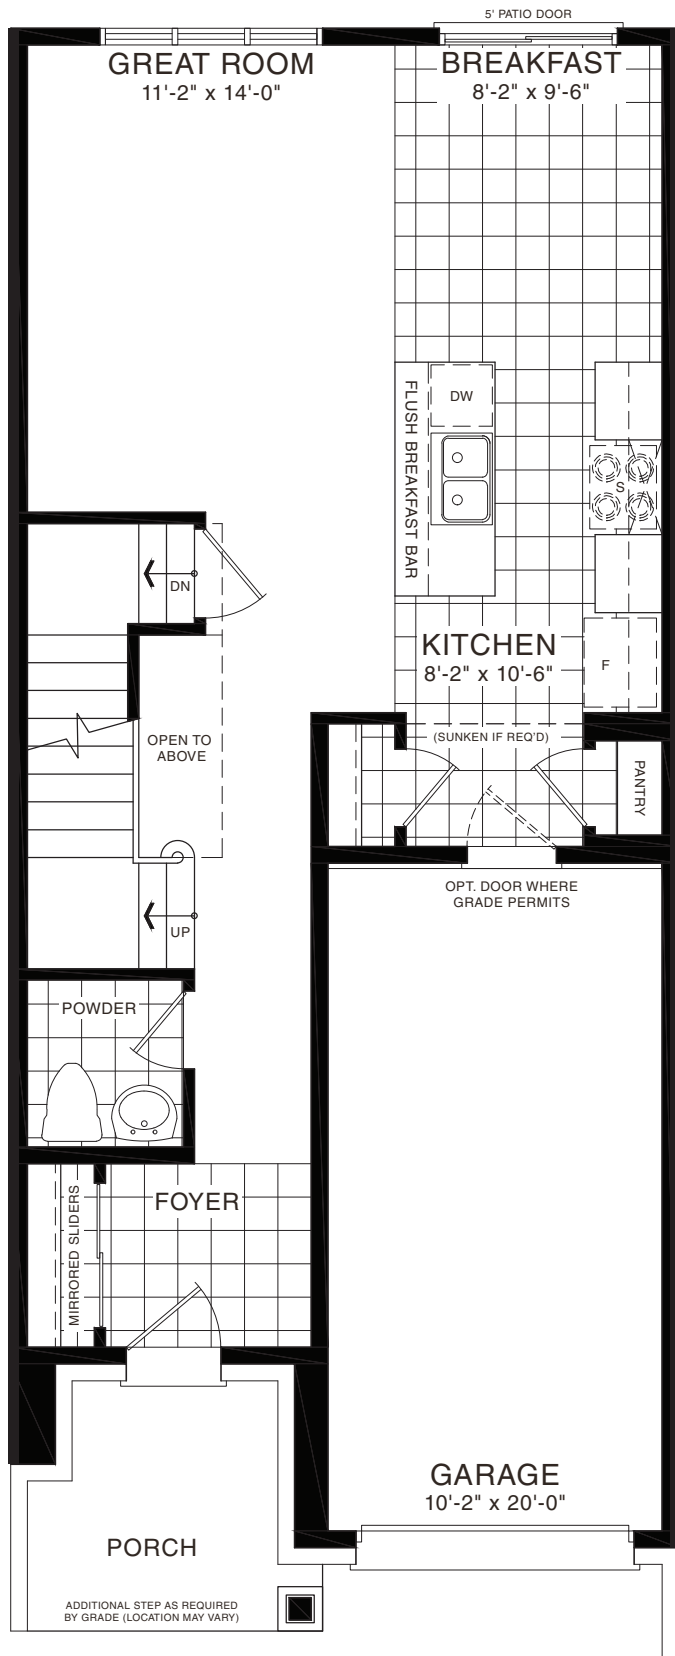 5' PATIO DOOR
GREAT ROOM
11'-2" x 14'-0"
BREAKFAST
8'-2" x 9'-6"
FLUSH BREAKFAST BAR
DW
S
DN
KITCHEN
8'-2" x 10'-6"
F
OPEN TO
ABOVE
(SUNKEN IF REQ'D)
PANTRY
OPT. DOOR WHERE
GRADE PERMITS
UP
POWDER
MIRRORED SLIDERS
FOYER
GARAGE
10'-2" x 20'-0"
PORCH
ADDITIONAL STEP AS REQUIRED
BY GRADE (LOCATION MAY VARY)